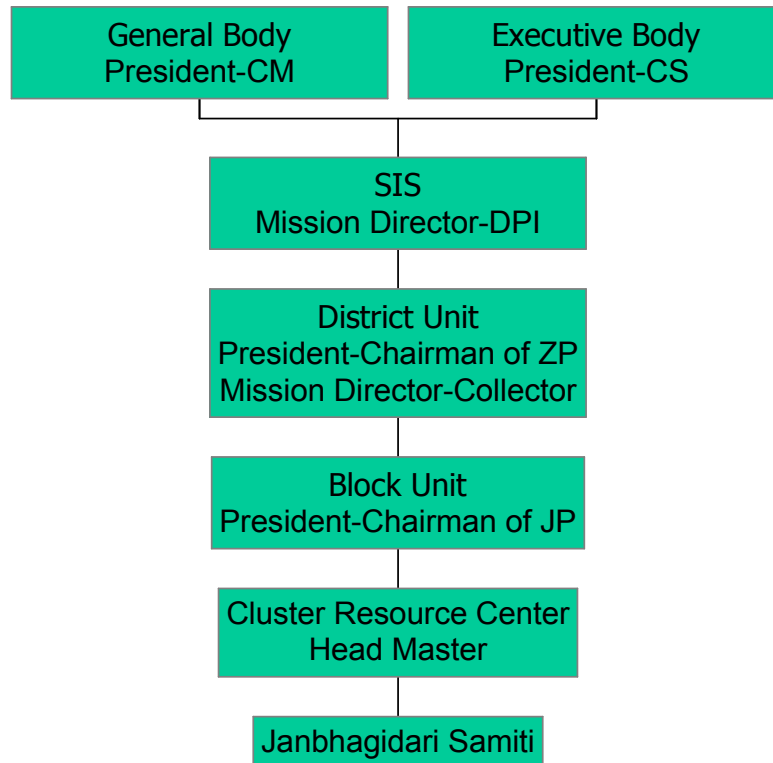 General Body
President-CM
Executive Body
President-CS
SIS
Mission Director-DPI
District Unit
President-Chairman of ZP
Mission Director-Collector
Block Unit
President-Chairman of JP
Cluster Resource Center
Head Master
Janbhagidari Samiti